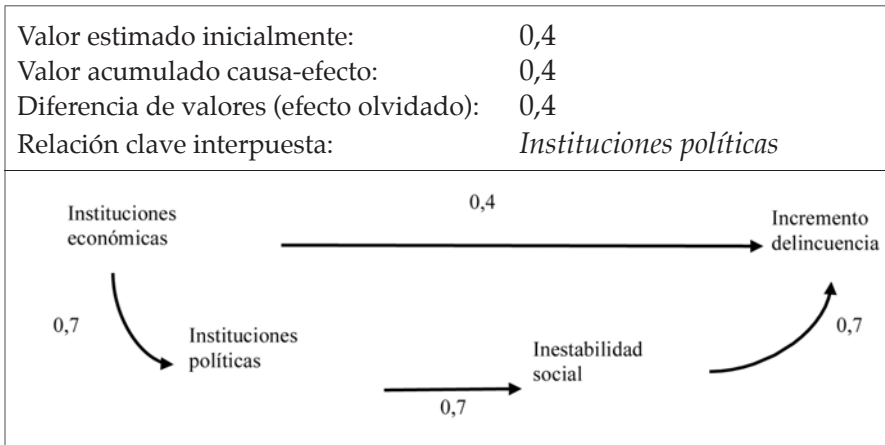 Valor estimado inicialmente: 0,4
Valor acumulado causa-efecto: 0,4
Diferencia de valores (efecto olvidado): 0,4
Relación clave interpuesta: Instituciones políticas
0,4
Instituciones
económicas
Incremento
delincuencia
0,7
Instituciones
políticas
Inestabilidad
social
0,7
0,7